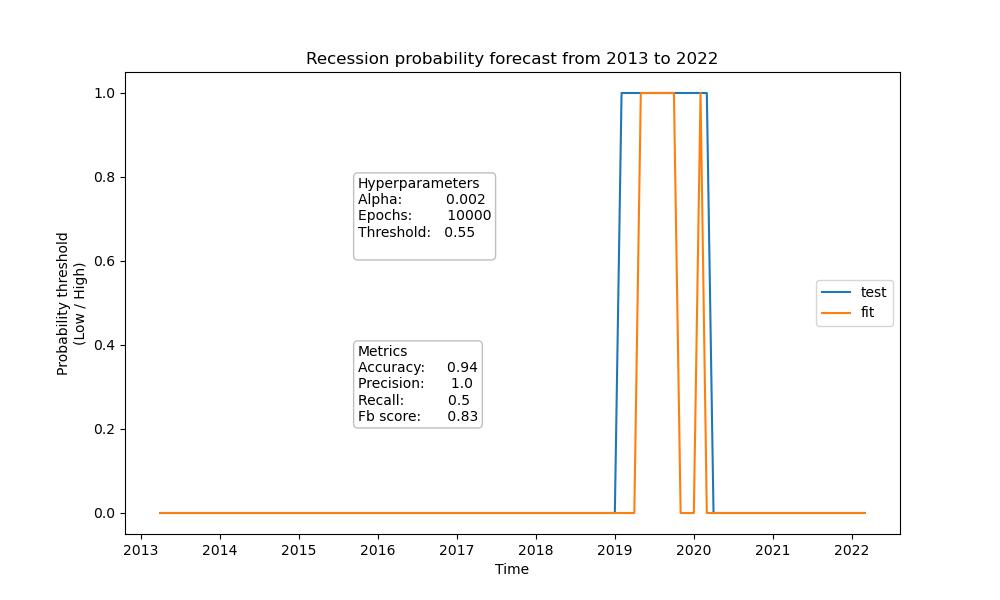 Recession probability forecast from 2013 to 2022
1.0
0.8
0.6
0.4
0.2
0.0
Probability threshold
(Low / High)
Hyperparameters
Alpha: 0.002
Epochs: 10000
Threshold: 0.55
Metrics
Accuracy: 0.94
Precision: 1.0
Recall: 0.5
Fb score: 0.83
test
fit
2013 2014 2015 2016 2017 2018 2019 2020 2021 2022
Time